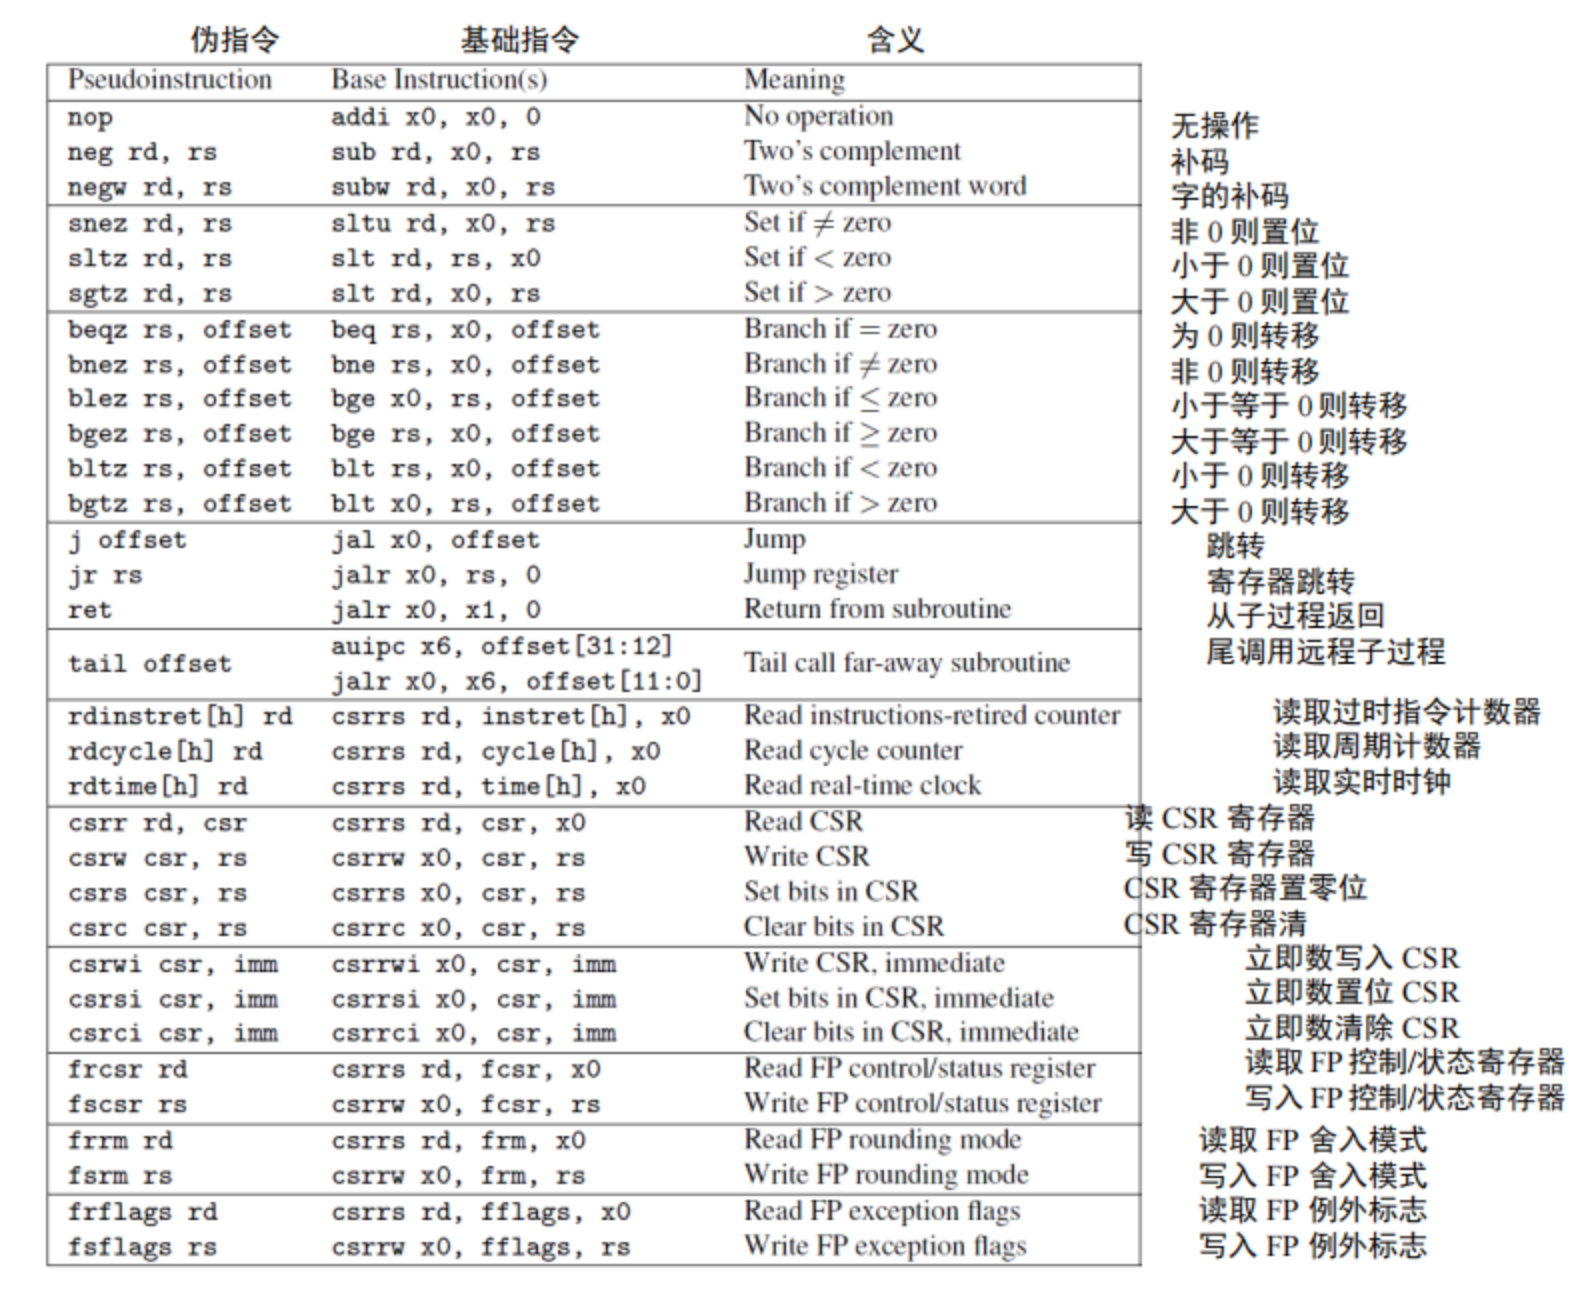 伪指令 基础指令 含义
Pseudoinstruction Base Instruction(s) Meaning
nop addi x0, x0, 0 No operation 无操作
neg rd, rs sub rd, x0, rs Two's complement 补码
negw rd, rs subw rd, x0, rs Two's complement word 字的补码
snez rd, rs sltu rd, x0, rs Set if ≠ zero 非 0 则置位
sltz rd, rs slt rd, rs, x0 Set if < zero 小于 0 则置位
sgtz rd, rs slt rd, x0, rs Set if > zero 大于 0 则置位
beqz rs, offset beq rs, x0, offset Branch if = zero 为 0 则转移
bnez rs, offset bne rs, x0, offset Branch if ≠ zero 非 0 则转移
blez rs, offset bge x0, rs, offset Branch if ≤ zero 小于等于 0 则转移
bgez rs, offset bge rs, x0, offset Branch if ≥ zero 大于等于 0 则转移
bltz rs, offset blt rs, x0, offset Branch if < zero 小于 0 则转移
bgtz rs, offset blt x0, rs, offset Branch if > zero 大于 0 则转移
j offset jal x0, offset Jump 跳转
jr rs jalr x0, rs, 0 Jump register 寄存器跳转
ret jalr x0, x1, 0 Return from subroutine 从子过程返回
auipc x6, offset[31:12] 尾调用远程子过程
tail offset Tail call far-away subroutine
jalr x0, x6, offset[11:0]
rdinstret[h] rd csrrs rd, instret[h], x0 Read instructions-retired counter 读取过时指令计数器
rdcycle[h] rd csrrs rd, cycle[h], x0 Read cycle counter 读取周期计数器
rdtime[h] rd csrrs rd, time[h], x0 Read real-time clock 读取实时时钟
csrr rd, csr csrrs rd, csr, x0 Read CSR 读 CSR 寄存器
csrw csr, rs csrrw x0, csr, rs Write CSR 写 CSR 寄存器
csrs csr, rs csrrs x0, csr, rs Set bits in CSR CSR 寄存器置零位
csrc csr, rs csrrc x0, csr, rs Clear bits in CSR CSR 寄存器清
csrwi csr, imm csrrwi x0, csr, imm Write CSR, immediate 立即数写入 CSR
csrsi csr, imm csrrsi x0, csr, imm Set bits in CSR, immediate 立即数置位 CSR
csrci csr, imm csrrci x0, csr, imm Clear bits in CSR, immediate 立即数清除 CSR
frcsr rd csrrs rd, fcsr, x0 Read FP control/status register 读取 FP 控制/状态寄存器
fscsr rs csrrw x0, fcsr, rs Write FP control/status register 写入 FP 控制/状态寄存器
frrm rd csrrs rd, frm, x0 Read FP rounding mode 读取 FP 舍入模式
fsrm rs csrrw x0, frm, rs Write FP rounding mode 写入 FP 舍入模式
frflags rd csrrs rd, fflags, x0 Read FP exception flags 读取 FP 例外标志
fsflags rs csrrw x0, fflags, rs Write FP exception flags 写入 FP 例外标志